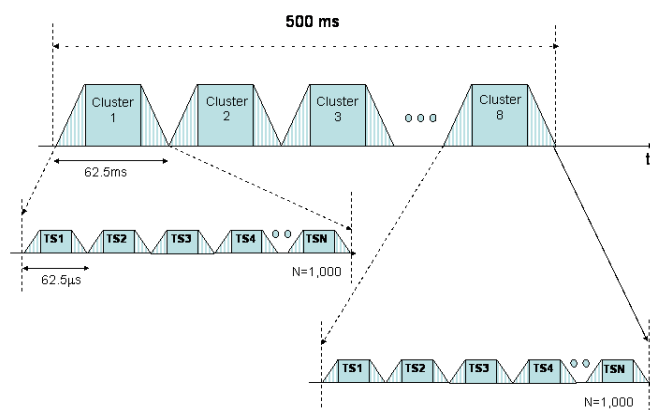 500 ms
Cluster
1
Cluster
2
Cluster
3
Cluster
8
t
62.5ms
TS1
TS2
TS3
TS4
TSN
62.5µs
N=1,000
TS1
TS2
TS3
TS4
TSN
N=1,000